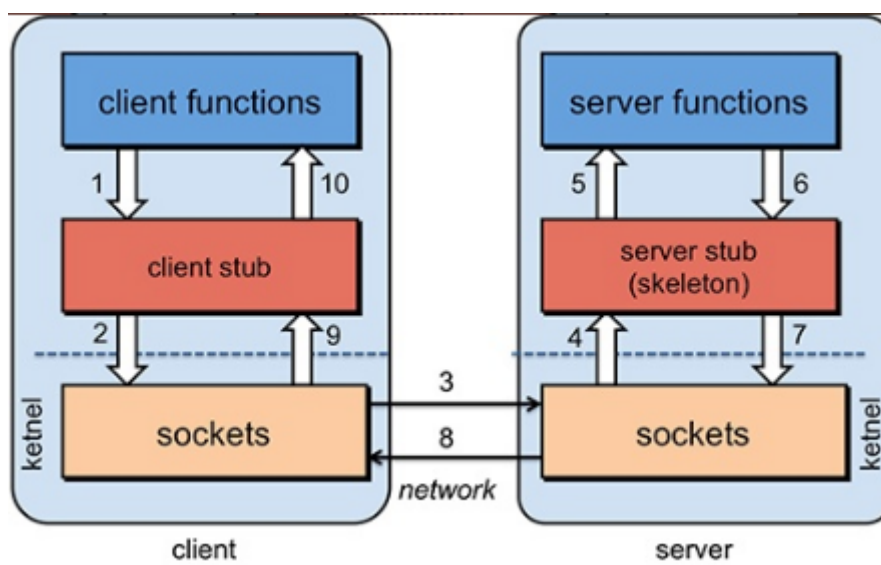 client functions
server functions
1
10
5
6
client stub
server stub
(skeleton)
2
9
4
7
ketnel
sockets
3
8
network
sockets
ketnel
client
server